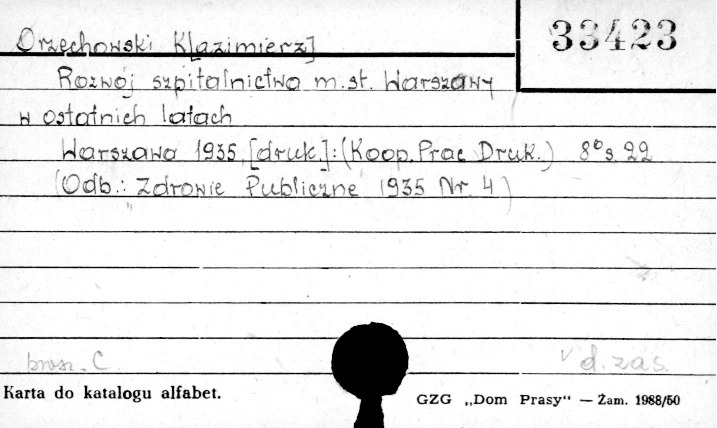 33423
Orzechowski K[azimierz]
Rozwój szpitalnictwa m. st. Warszawy
w ostatnich latach
Warszawa 1935, [druk.]: (Koop. Prac Druk.) 8° s. 22
(Odb.: Zdrowie Publiczne 1935 Nr. 4)
brosz. C
v d. zas.
Karta do katalogu alfabet.
GZG „Dom Prasy“ — Zam. 1988/50